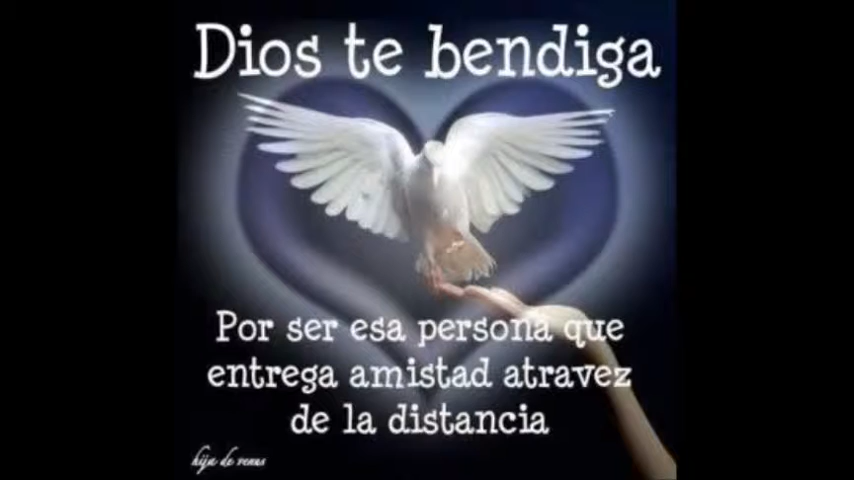 Dios te bendiga
Por ser esa persona que
entrega amistad atravez
de la distancia
hija de venus